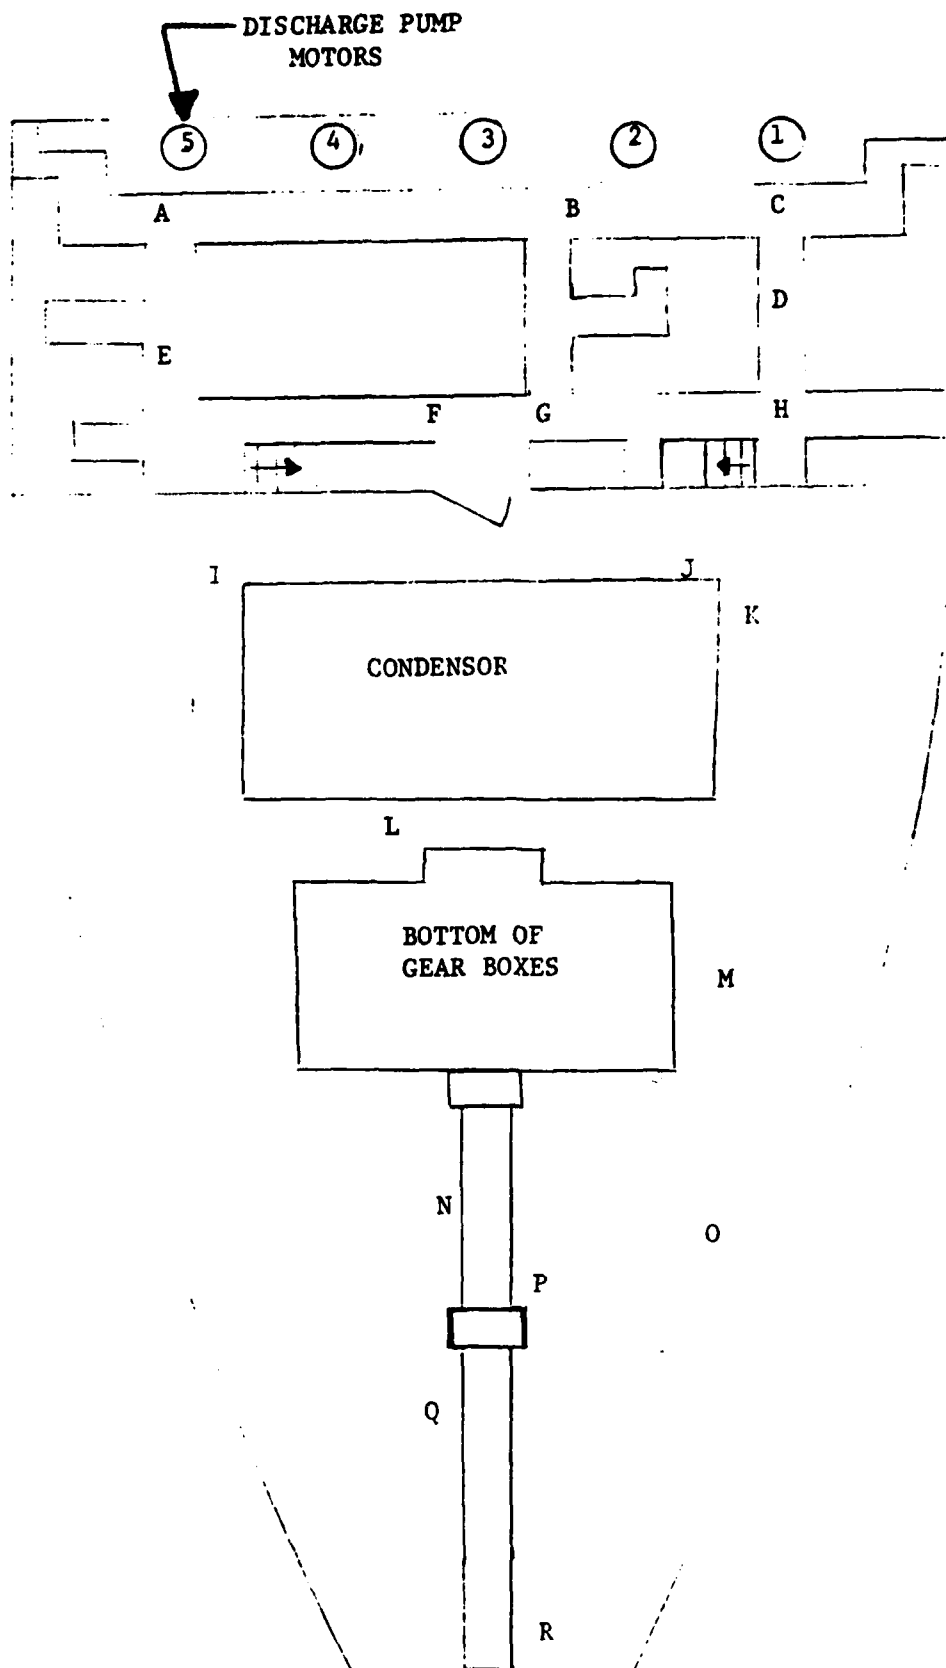 DISCHARGE PUMP
MOTORS
5 4 3 2 1
A B C
D
E
F G H
I J
K
CONDENSOR
L
BOTTOM OF
GEAR BOXES
M
N
O
P
Q
R